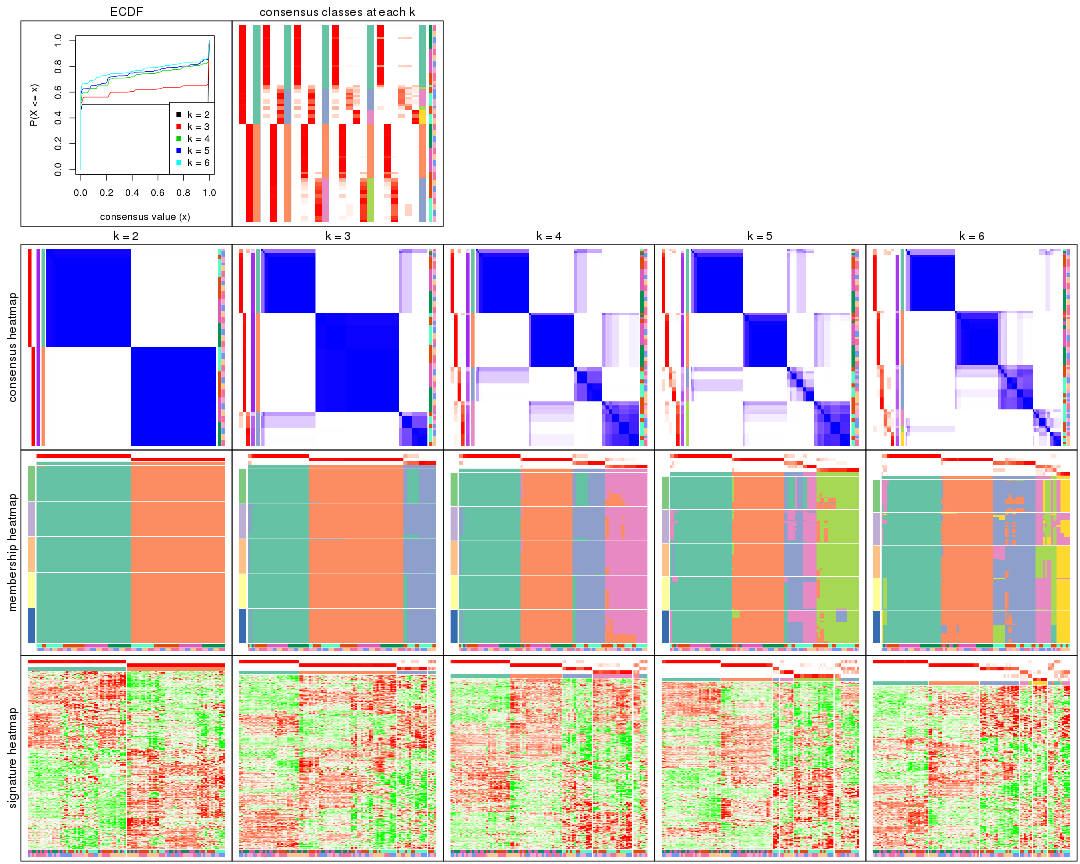 ECDF
consensus classes at each k
P(X <= x)
0.0 0.2 0.4 0.6 0.8 1.0
k = 2
k = 3
k = 4
k = 5
k = 6
0.0 0.2 0.4 0.6 0.8 1.0
consensus value (x)
k = 2
k = 3
k = 4
k = 5
k = 6
consensus heatmap
membership heatmap
signature heatmap